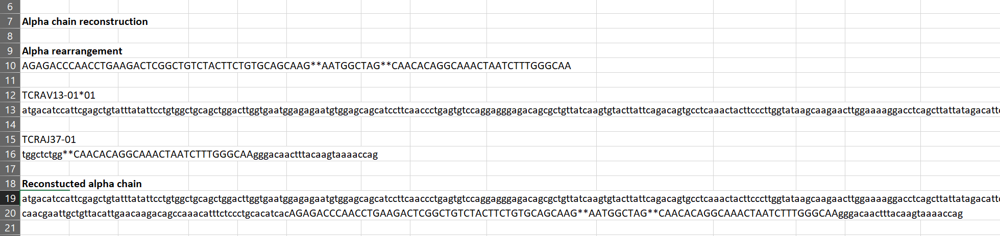 6
7 Alpha chain reconstruction
8
9 Alpha rearrangement
10 AGAGACCCAACCTGAAGACTCGGCTGTCTACTTCTGTGCAGCAAG**AATGGCTAG**CAACACAGGCAAACTAATCTTTGGGCAA
11
12 TCRAV13-01*01
13 atgacatccattcgagctgtatttatattcctgtggctgcagctggacttggtgaatggagagaatgtggagcagcatccttcaaccctgagtgtccaggagggagacagcgctgttatcaagtgtacttattcagacagtgcctcaaactacttcccttggtataagcaagaacttggaaaaggacctcagcttattatagacatt
14
15 TCRAJ37-01
16 tggctctgg**CAACACAGGCAAACTAATCTTTGGGCAAgggacaactttacaagtaaaaccag
17
18 Reconstucted alpha chain
19 atgacatccattcgagctgtatttatattcctgtggctgcagctggacttggtgaatggagagaatgtggagcagcatccttcaaccctgagtgtccaggagggagacagcgctgttatcaagtgtacttattcagacagtgcctcaaactacttcccttggtataagcaagaacttggaaaaggacctcagcttattatagacatt
20 caacgaattgctgttacattgaacaagacagccaaacatttctccctgcacatcacAGAGACCCAACCTGAAGACTCGGCTGTCTACTTCTGTGCAGCAAG**AATGGCTAG**CAACACAGGCAAACTAATCTTTGGGCAAgggacaactttacaagtaaaaccag
21